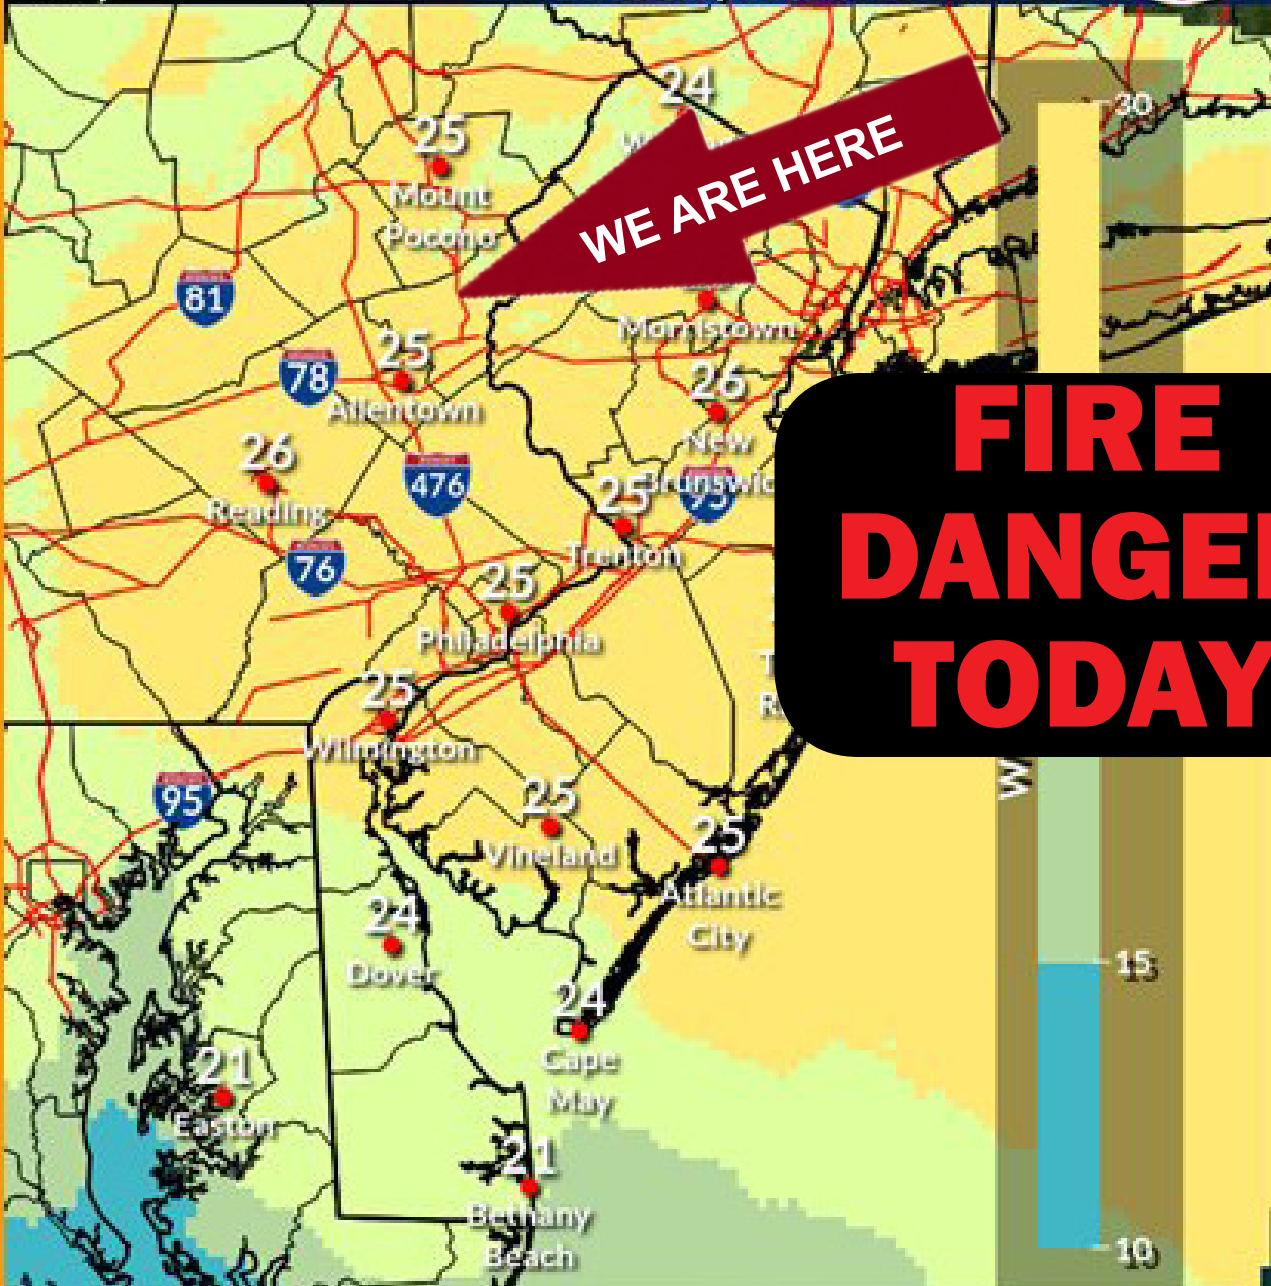 24
25
Mount
Pocono
WE ARE HERE
30
81
Morristown
25
78
Allentown
26
New
Brunswic
FIRE
DANGE
TODAY
26
Reading
476
25
95
Trenton
76
25
Philadelphia
25
Wilmington
95
25
Vineland
25
Atlantic
City
24
Dover
15
24
Cape
May
21
Easton
21
Bethany
Beach
10